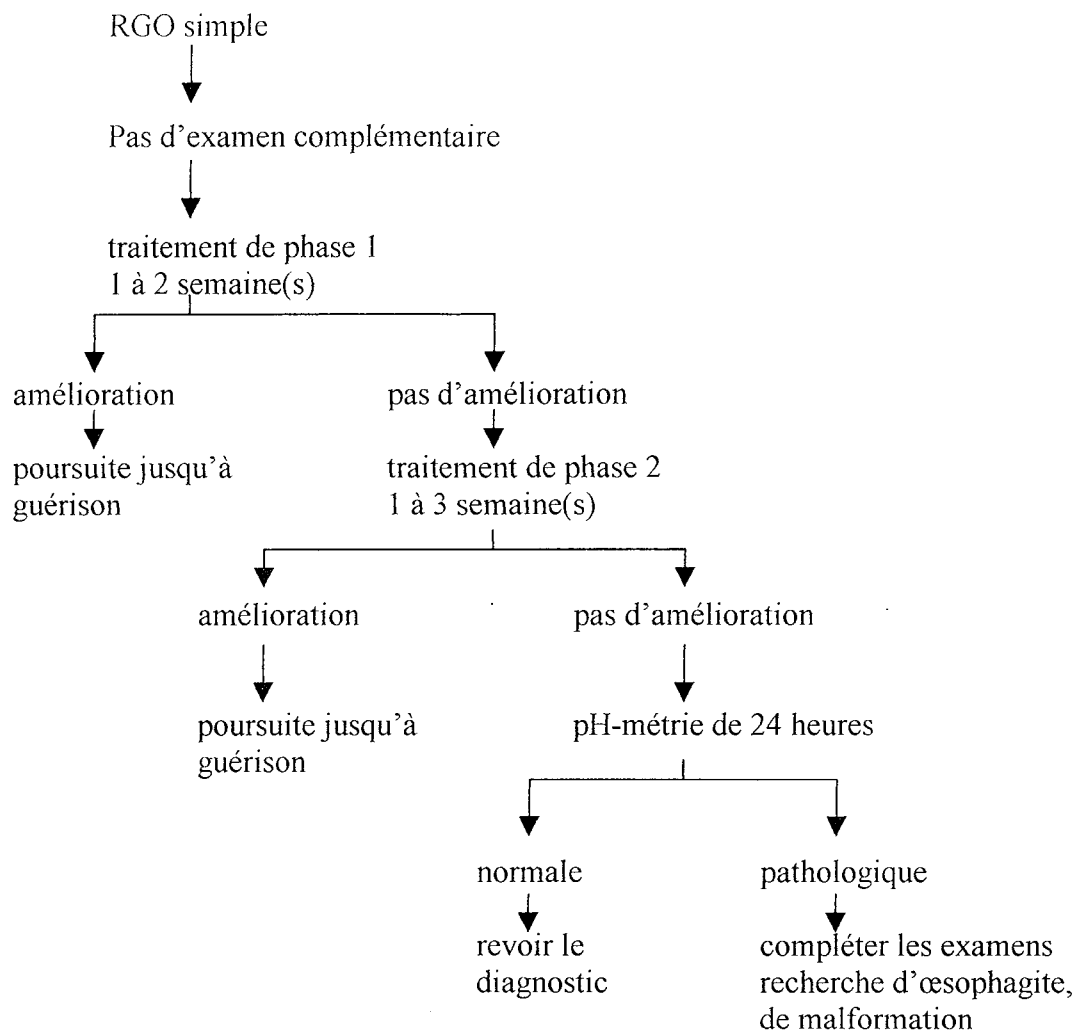 RGO simple
Pas d'examen complémentaire
traitement de phase 1
1 à 2 semaine(s)
amélioration
pas d'amélioration
poursuite jusqu'à
guérison
traitement de phase 2
1 à 3 semaine(s)
amélioration
pas d'amélioration
poursuite jusqu'à
guérison
pH-métrie de 24 heures
normale
pathologique
revoir le
diagnostic
compléter les examens
recherche d'œsophagite,
de malformation